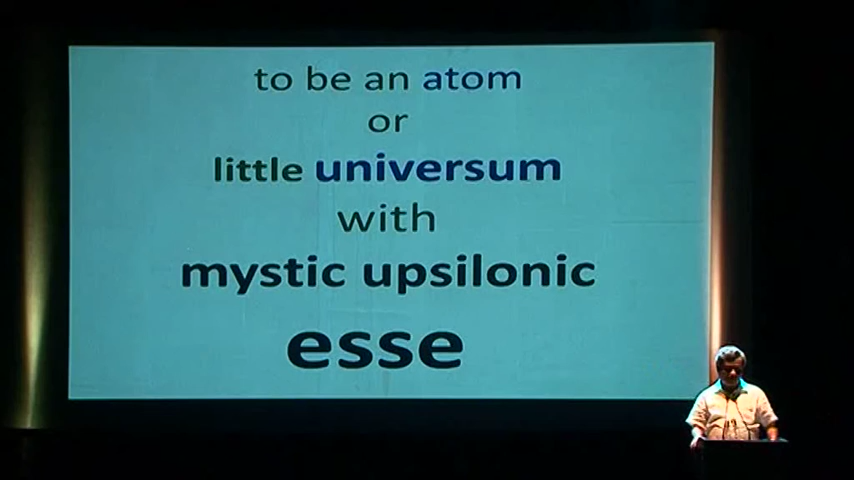 to be an atom
or
little universum
with
mystic upsilonic
esse